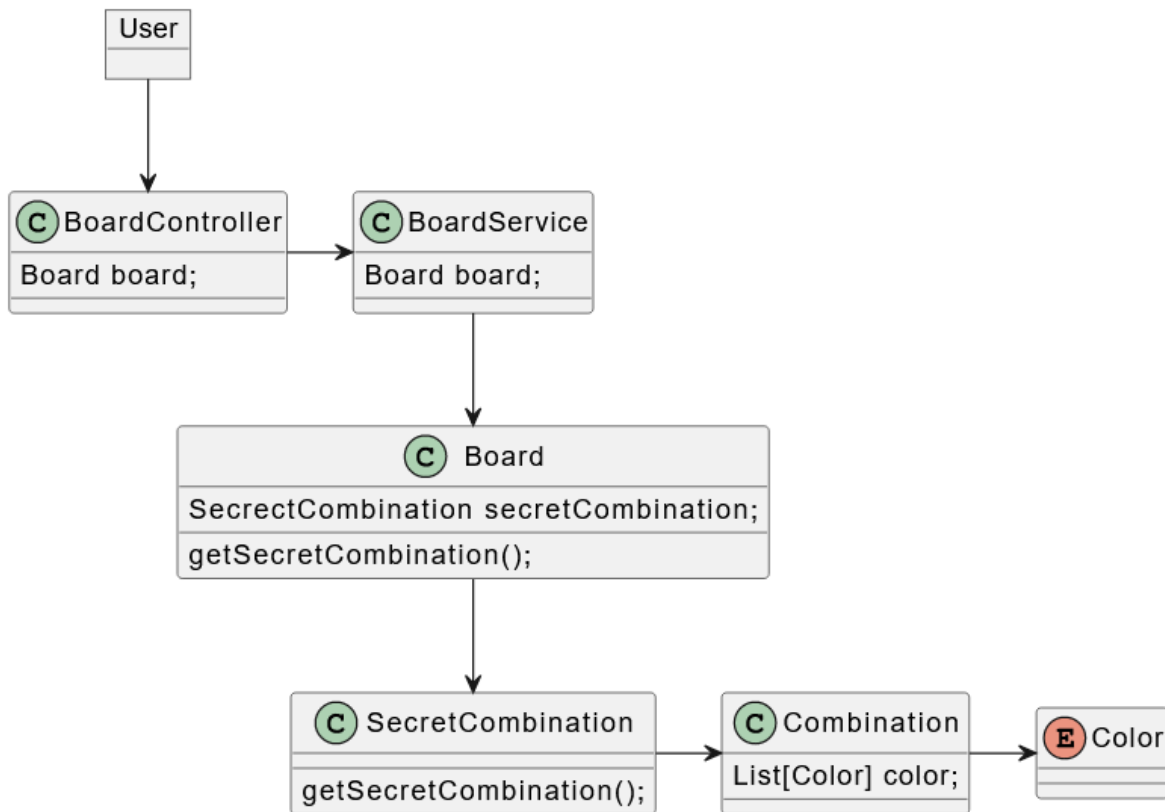 User
C BoardController
Board board;
C BoardService
Board board;
C Board
SecrectCombination secretCombination;
getSecretCombination();
C SecretCombination
getSecretCombination();
C Combination
List[Color] color;
E Color